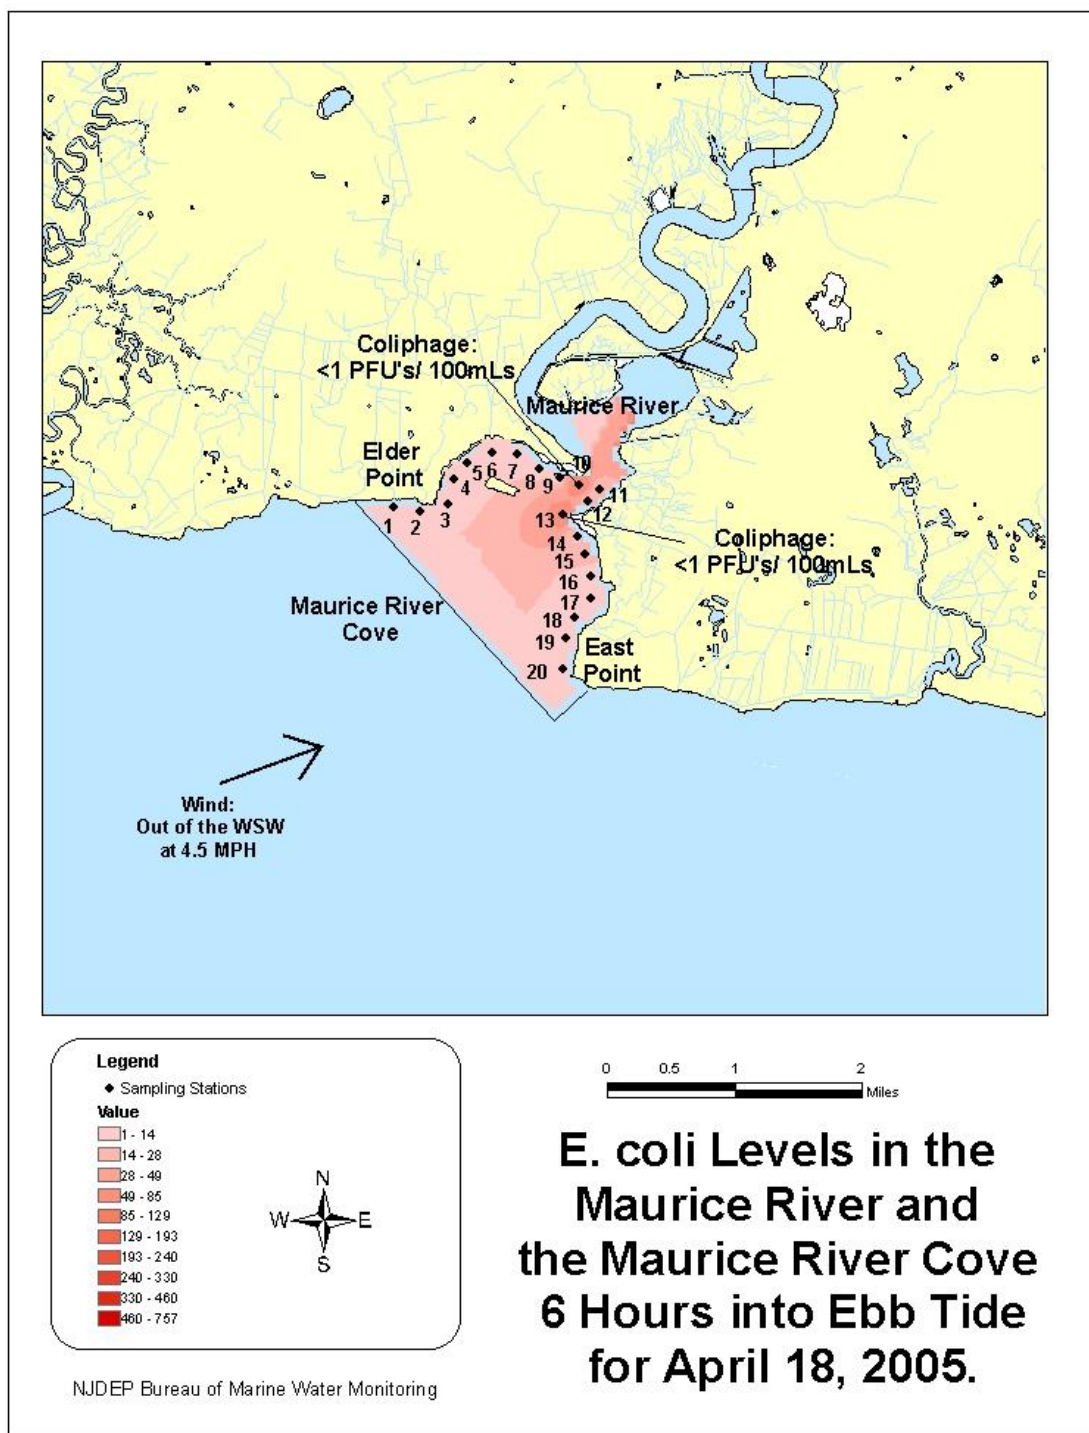 Coliphage:
<1 PFU's/ 100mLs
Maurice River
Elder
Point
1
2
3
4
5
6
7
8
9
10
11
12
13
14
15
16
17
18
19
20
Coliphage:
<1 PFU's/ 100mLs
Maurice River
Cove
East
Point
Wind:
Out of the WSW
at 4.5 MPH
Legend
Sampling Stations
Value
1 - 14
14 - 28
28 - 49
49 - 85
85 - 129
129 - 193
193 - 240
240 - 330
330 - 460
460 - 757
N
W E
S
0 0.5 1 2
Miles
E. coli Levels in the
Maurice River and
the Maurice River Cove
6 Hours into Ebb Tide
for April 18, 2005.
NJDEP Bureau of Marine Water Monitoring